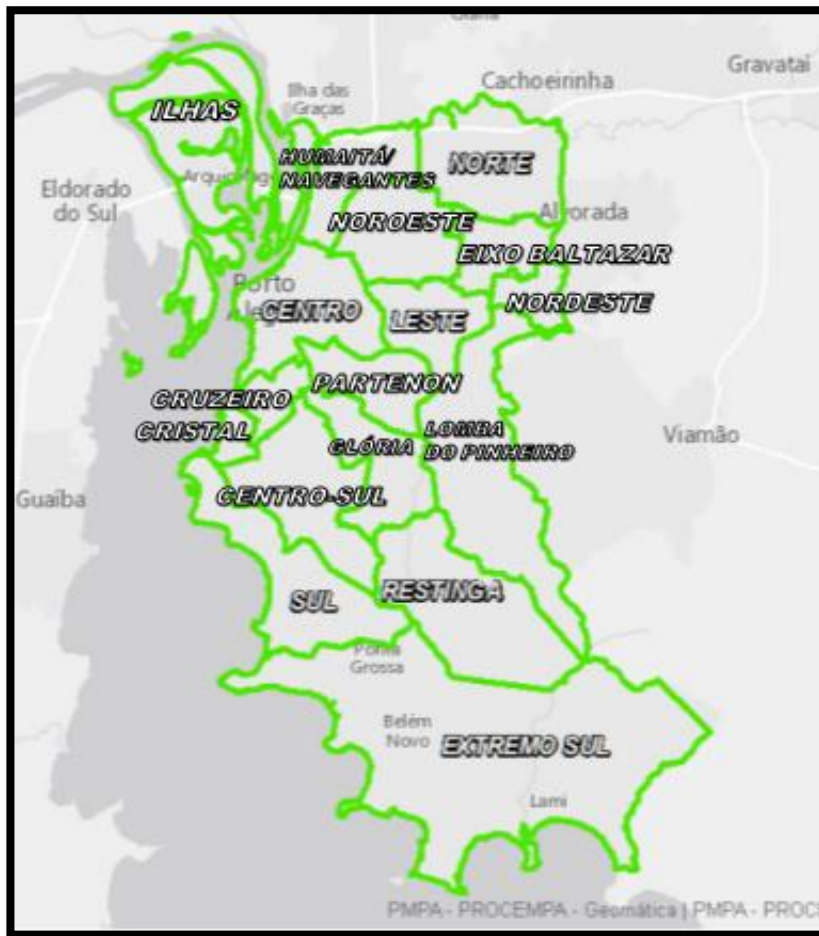 Cachoeirinha
Gravataí
Ilha das
Graças
ILHAS
HUMAITÁ/
NAVEGANTES
NORTE
Eldorado
do Sul
NOROESTE
Alvorada
EIXO BALTAZAR
Porto
CENTRO
LESTE
NORDESTE
PARTENON
CRUZEIRO
CRISTAL
GLÓRIA
LOMBA
DO PINHEIRO
Viamão
Guaíba
CENTRO-SUL
SUL
RESTINGA
Ponta
Grossa
Belém
Novo
EXTREMO SUL
Lami
PMPA - PROCEMPA - Geomática | PMPA - PROC